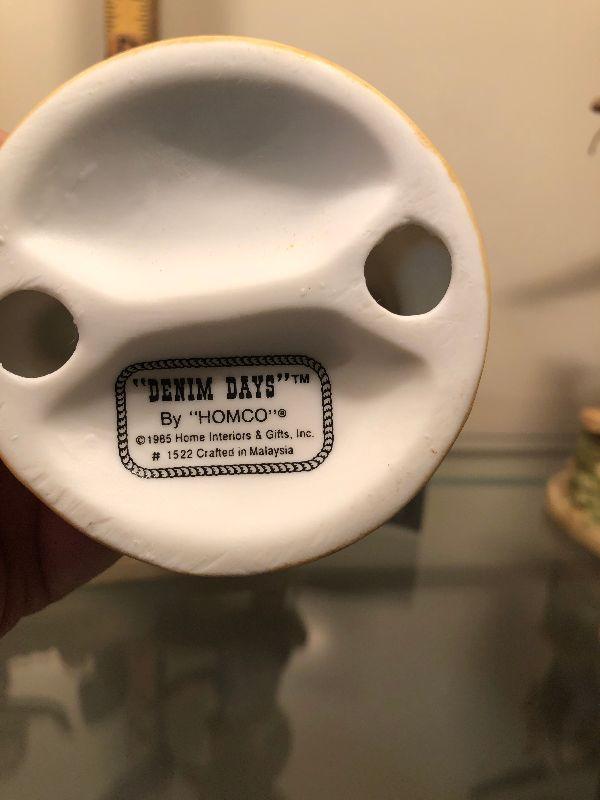 "DENIM DAYS"™
By "HOMCO"®
©1985 Home Interiors & Gifts, Inc.
# 1522 Crafted in Malaysia